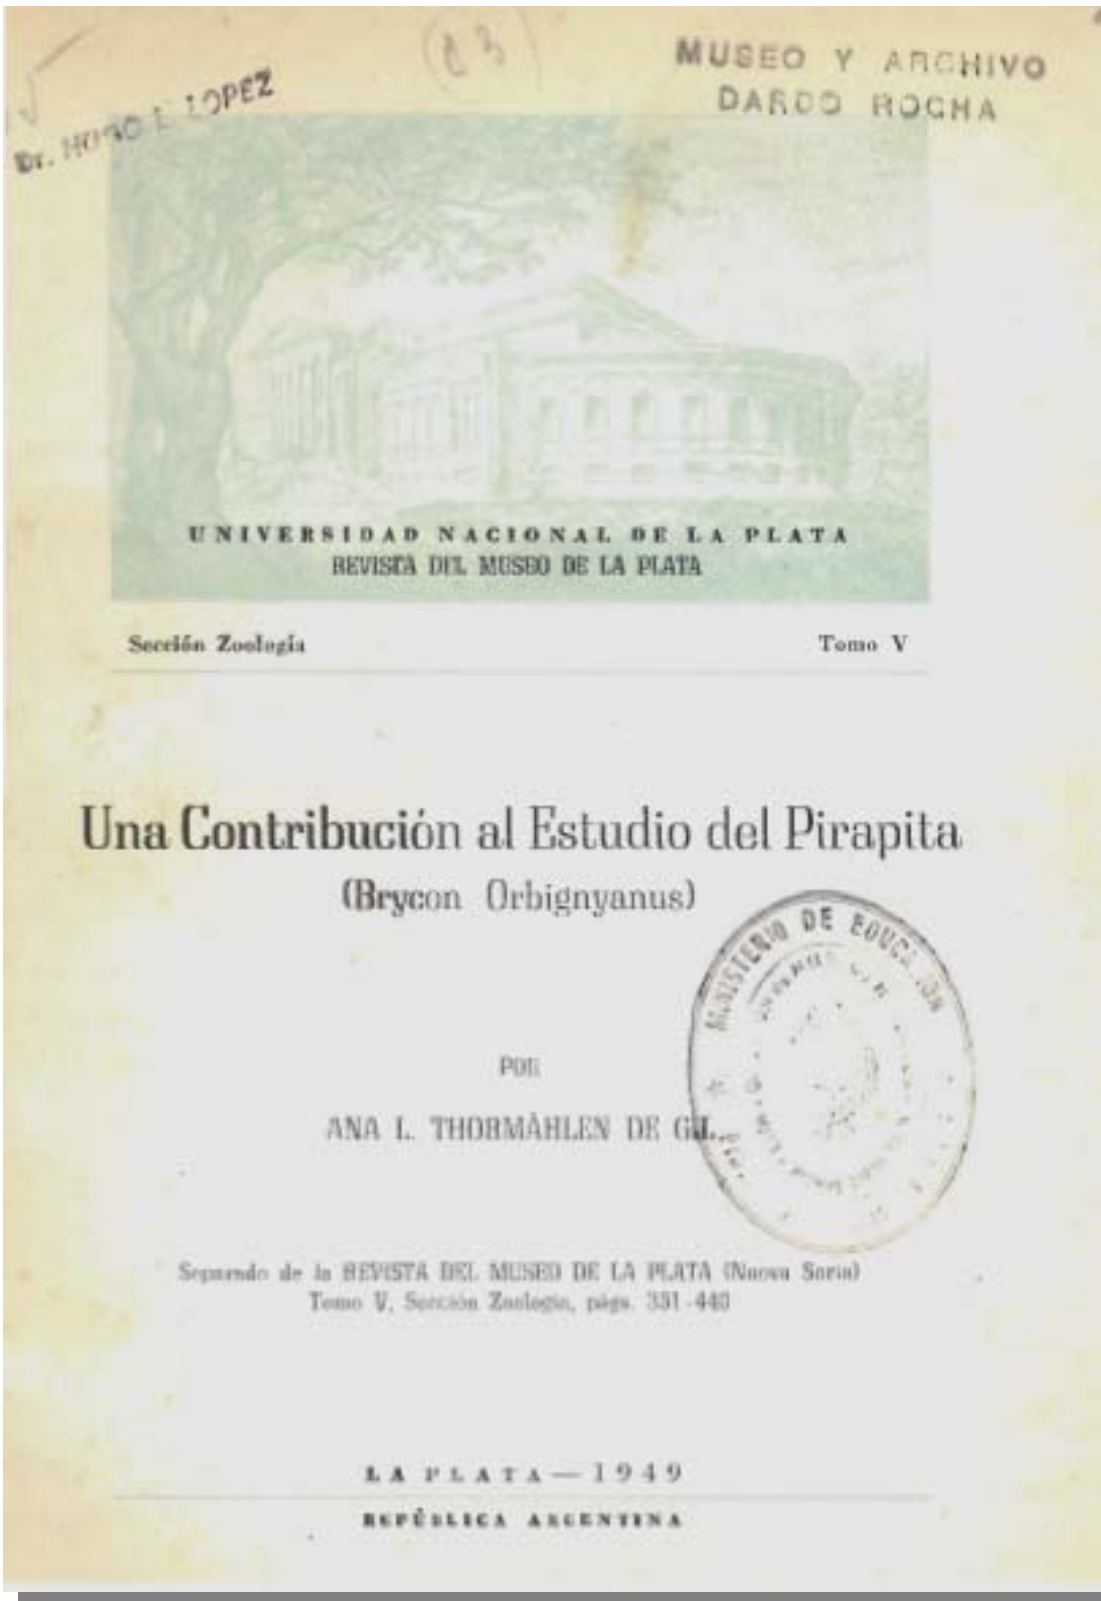 (83)
MUSEO Y ARCHIVO
DARDO ROCHA
Dr. HUGO L. LOPEZ
UNIVERSIDAD NACIONAL DE LA PLATA
REVISTA DEL MUSEO DE LA PLATA
Sección Zoología
Tomo V
Una Contribución al Estudio del Pirapita
(Brycon Orbignyanus)
MINISTERIO DE EDUCACION
POR
ANA L. THORMÄHLEN DE GIL
Separado de la REVISTA DEL MUSEO DE LA PLATA (Nueva Serie)
Tomo V, Sección Zoología, págs. 351-440
LA PLATA — 1949
REPÚBLICA ARGENTINA